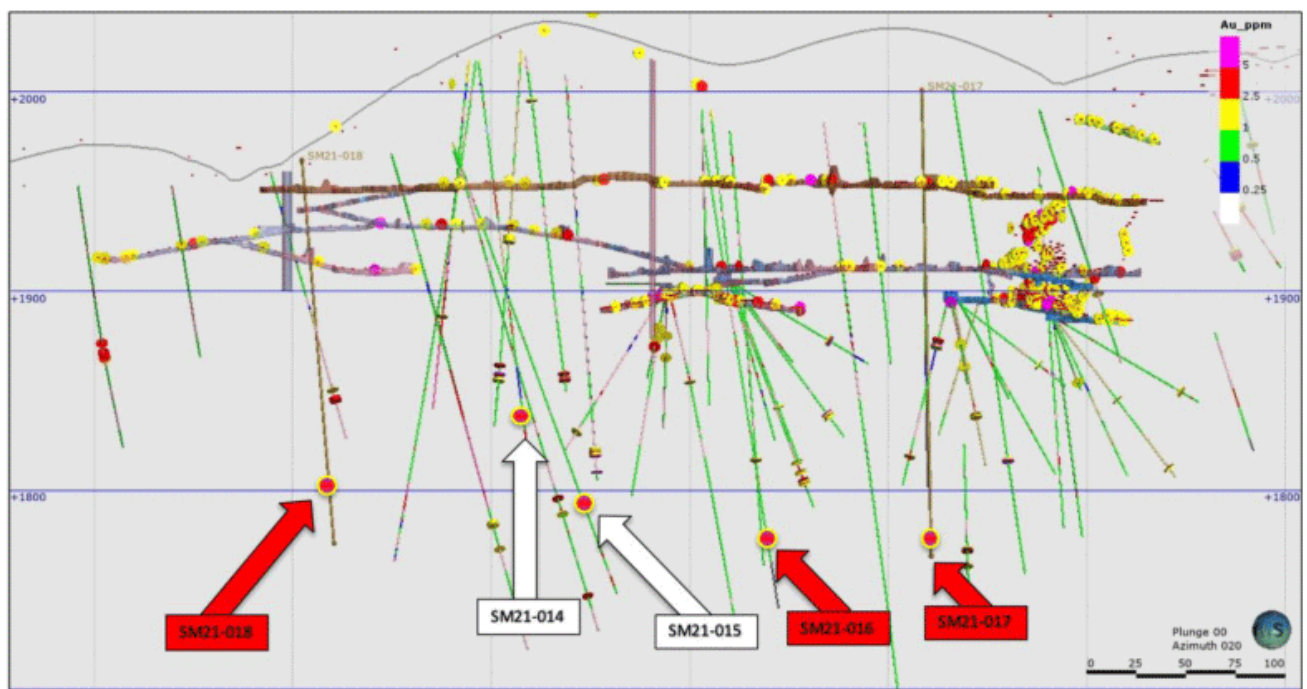 Au_ppm
5
2.5
1
0.5
0.25
+2000
+2000
SM21-017
SM21-018
+1900
+1900
+1800
+1800
SM21-018
SM21-014
SM21-015
SM21-016
SM21-017
Plunge 00
Azimuth 020
S
0 25 50 75 100